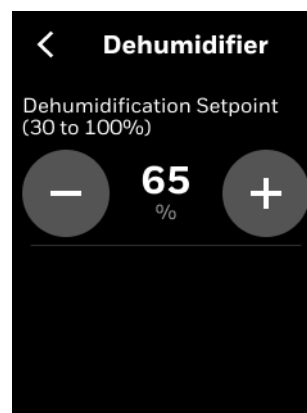 Dehumidifier
Dehumidification Setpoint
(30 to 100%)
65
%